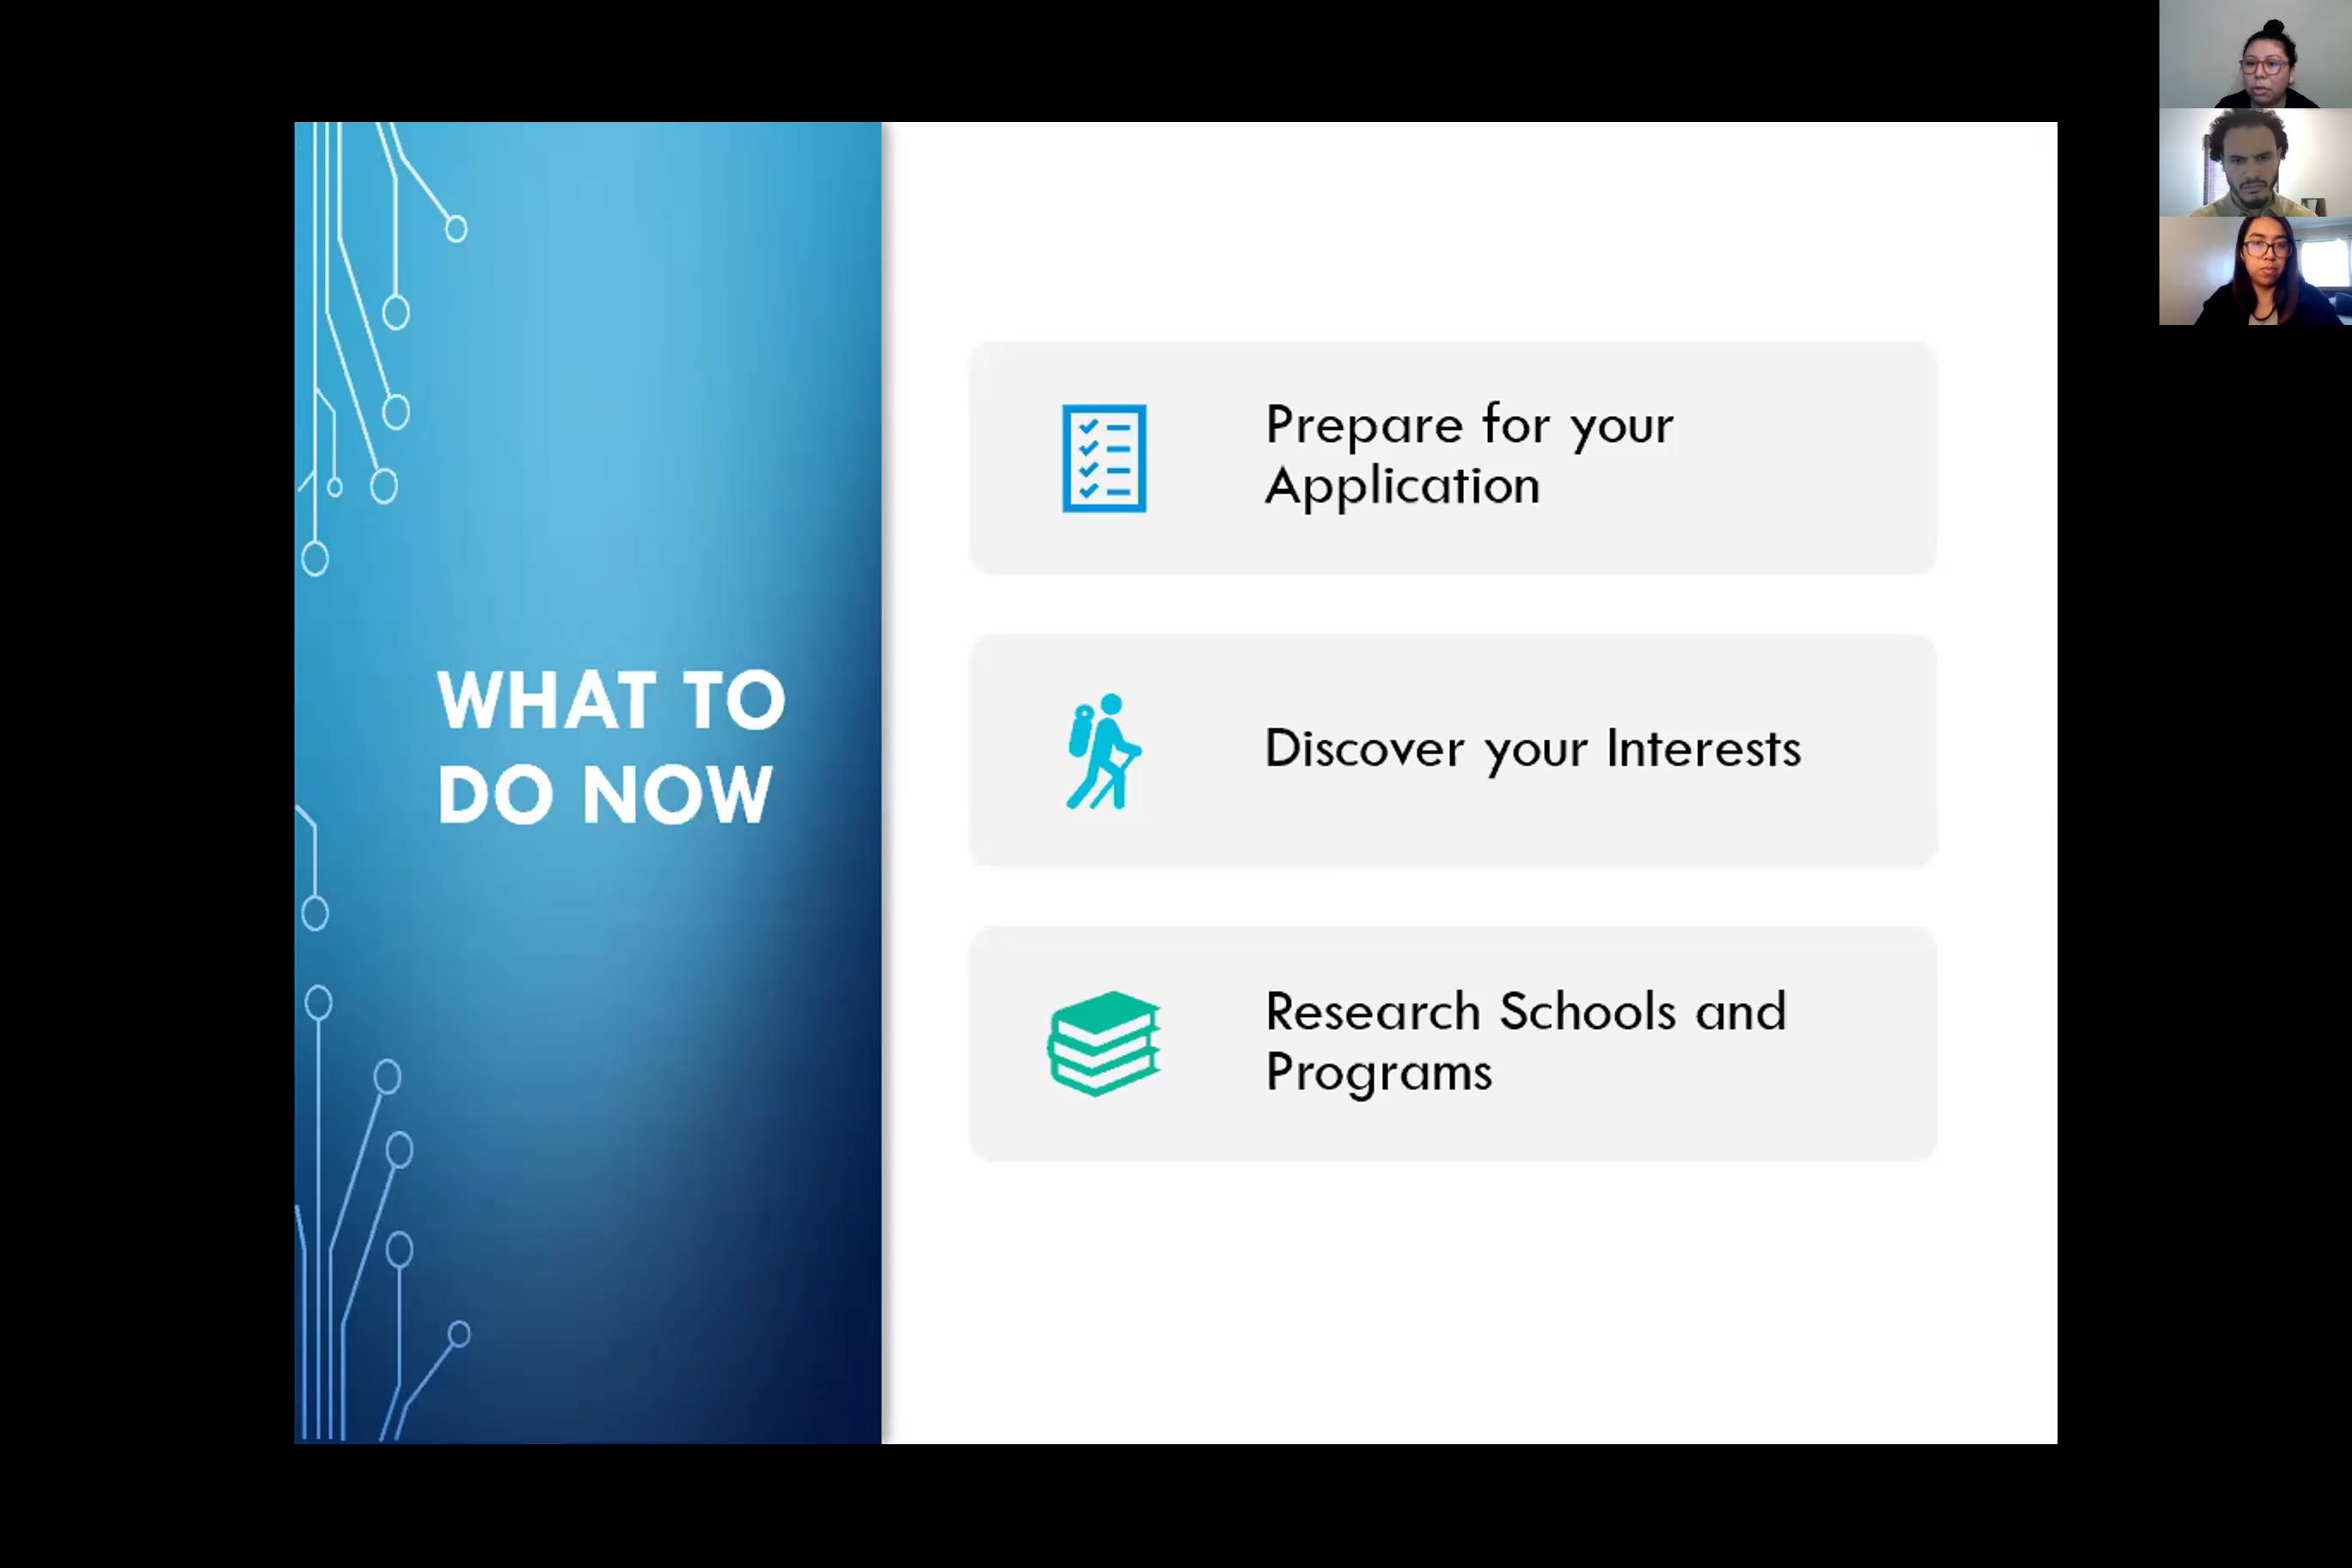 WHAT TO
DO NOW
Prepare for your
Application
Discover your Interests
Research Schools and
Programs